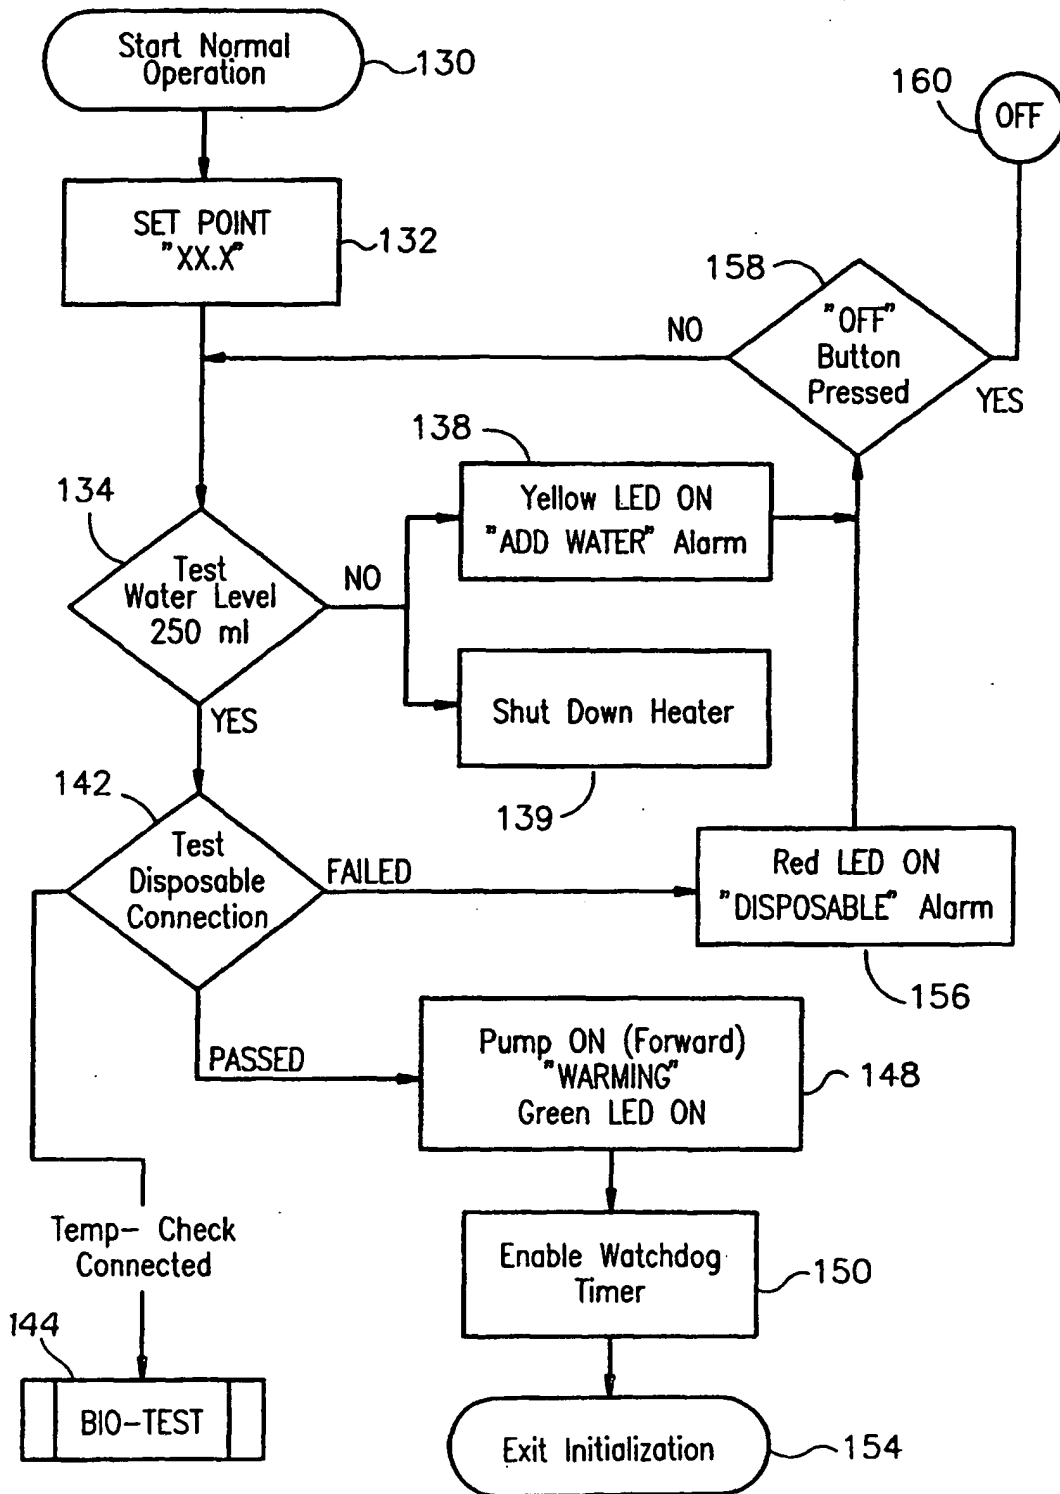 Start Normal
Operation
130
160
OFF
SET POINT
"XX.X"
132
158
"OFF"
Button
Pressed
NO
YES
138
Yellow LED ON
"ADD WATER" Alarm
134
Test
Water Level
250 ml
NO
YES
Shut Down Heater
139
142
Test
Disposable
Connection
FAILED
Red LED ON
"DISPOSABLE" Alarm
156
PASSED
Pump ON (Forward)
"WARMING"
Green LED ON
148
Temp- Check
Connected
Enable Watchdog
Timer
150
144
BIO-TEST
Exit Initialization
154